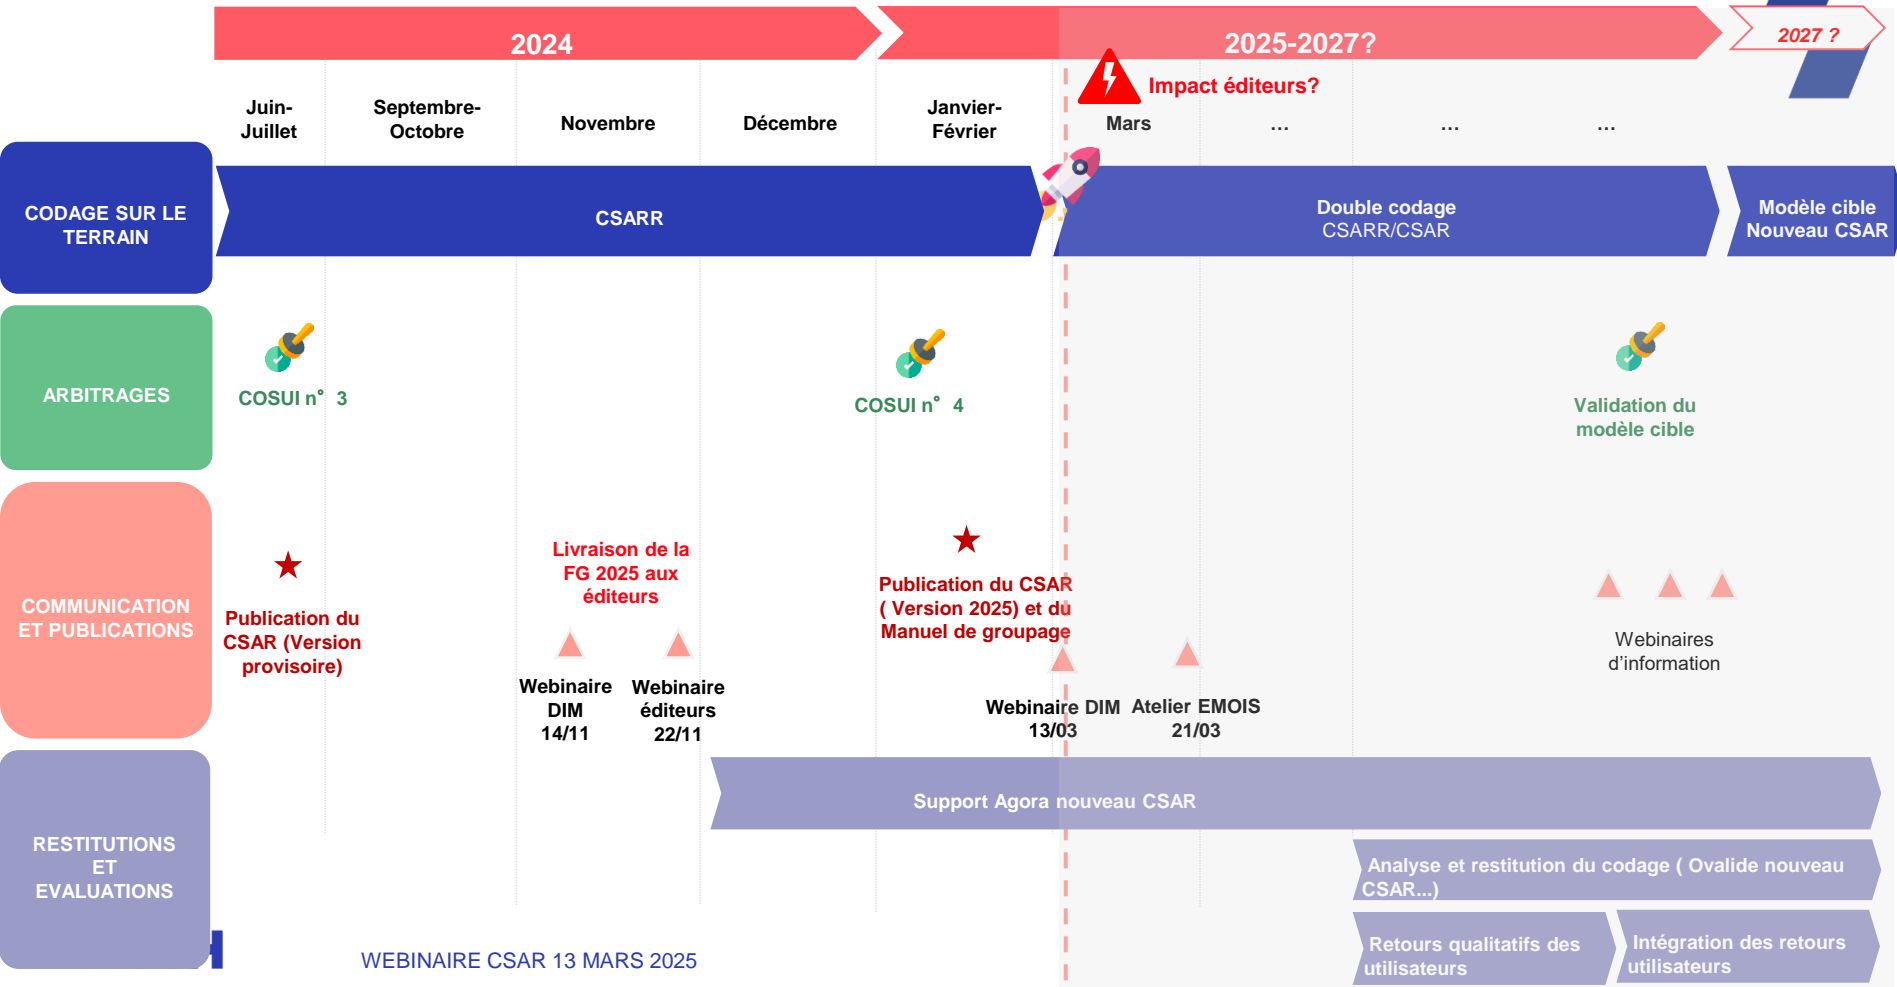 2024
2025-2027?
2027 ?
Impact éditeurs?
Juin-
Juillet
Septembre-
Octobre
Novembre
Décembre
Janvier-
Février
Mars
...
...
...
CODAGE SUR LE
TERRAIN
CSARR
Double codage
CSARR/CSAR
Modèle cible
Nouveau CSAR
ARBITRAGES
COSUI n° 3
COSUI n° 4
Validation du
modèle cible
COMMUNICATION
ET PUBLICATIONS
Publication du
CSAR (Version
provisoire)
Livraison de la
FG 2025 aux
éditeurs
Webinaire
DIM
14/11
Webinaire
éditeurs
22/11
Publication du CSAR
( Version 2025) et du
Manuel de groupage
Webinaire DIM
13/03
Atelier EMOIS
21/03
Webinaires
d'information
RESTITUTIONS
ET
EVALUATIONS
Support Agora nouveau CSAR
Analyse et restitution du codage ( Ovalide nouveau
CSAR...)
Retours qualitatifs des
utilisateurs
Intégration des retours
utilisateurs
WEBINAIRE CSAR 13 MARS 2025